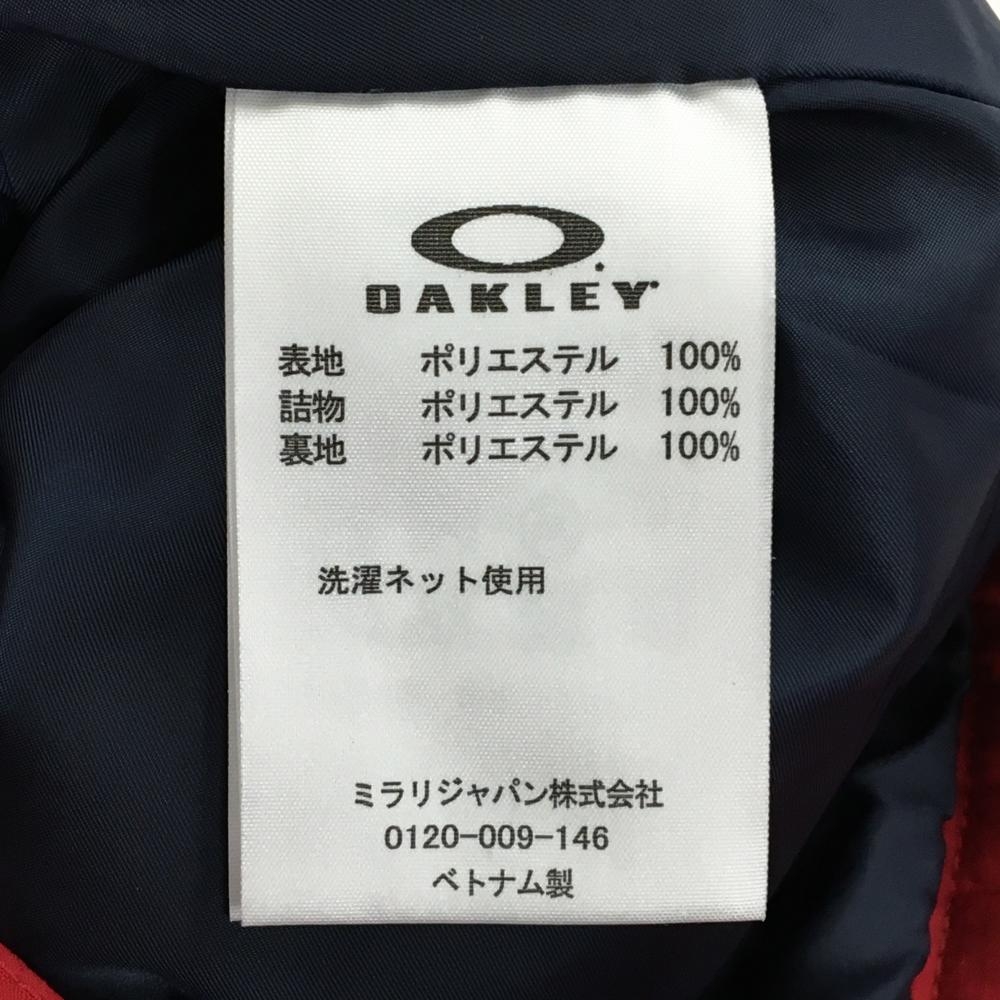 OAKLEY
表地 ポリエステル 100%
詰物 ポリエステル 100%
裏地 ポリエステル 100%
洗濯ネット使用
ミラリジャパン株式会社
0120-009-146
ベトナム製